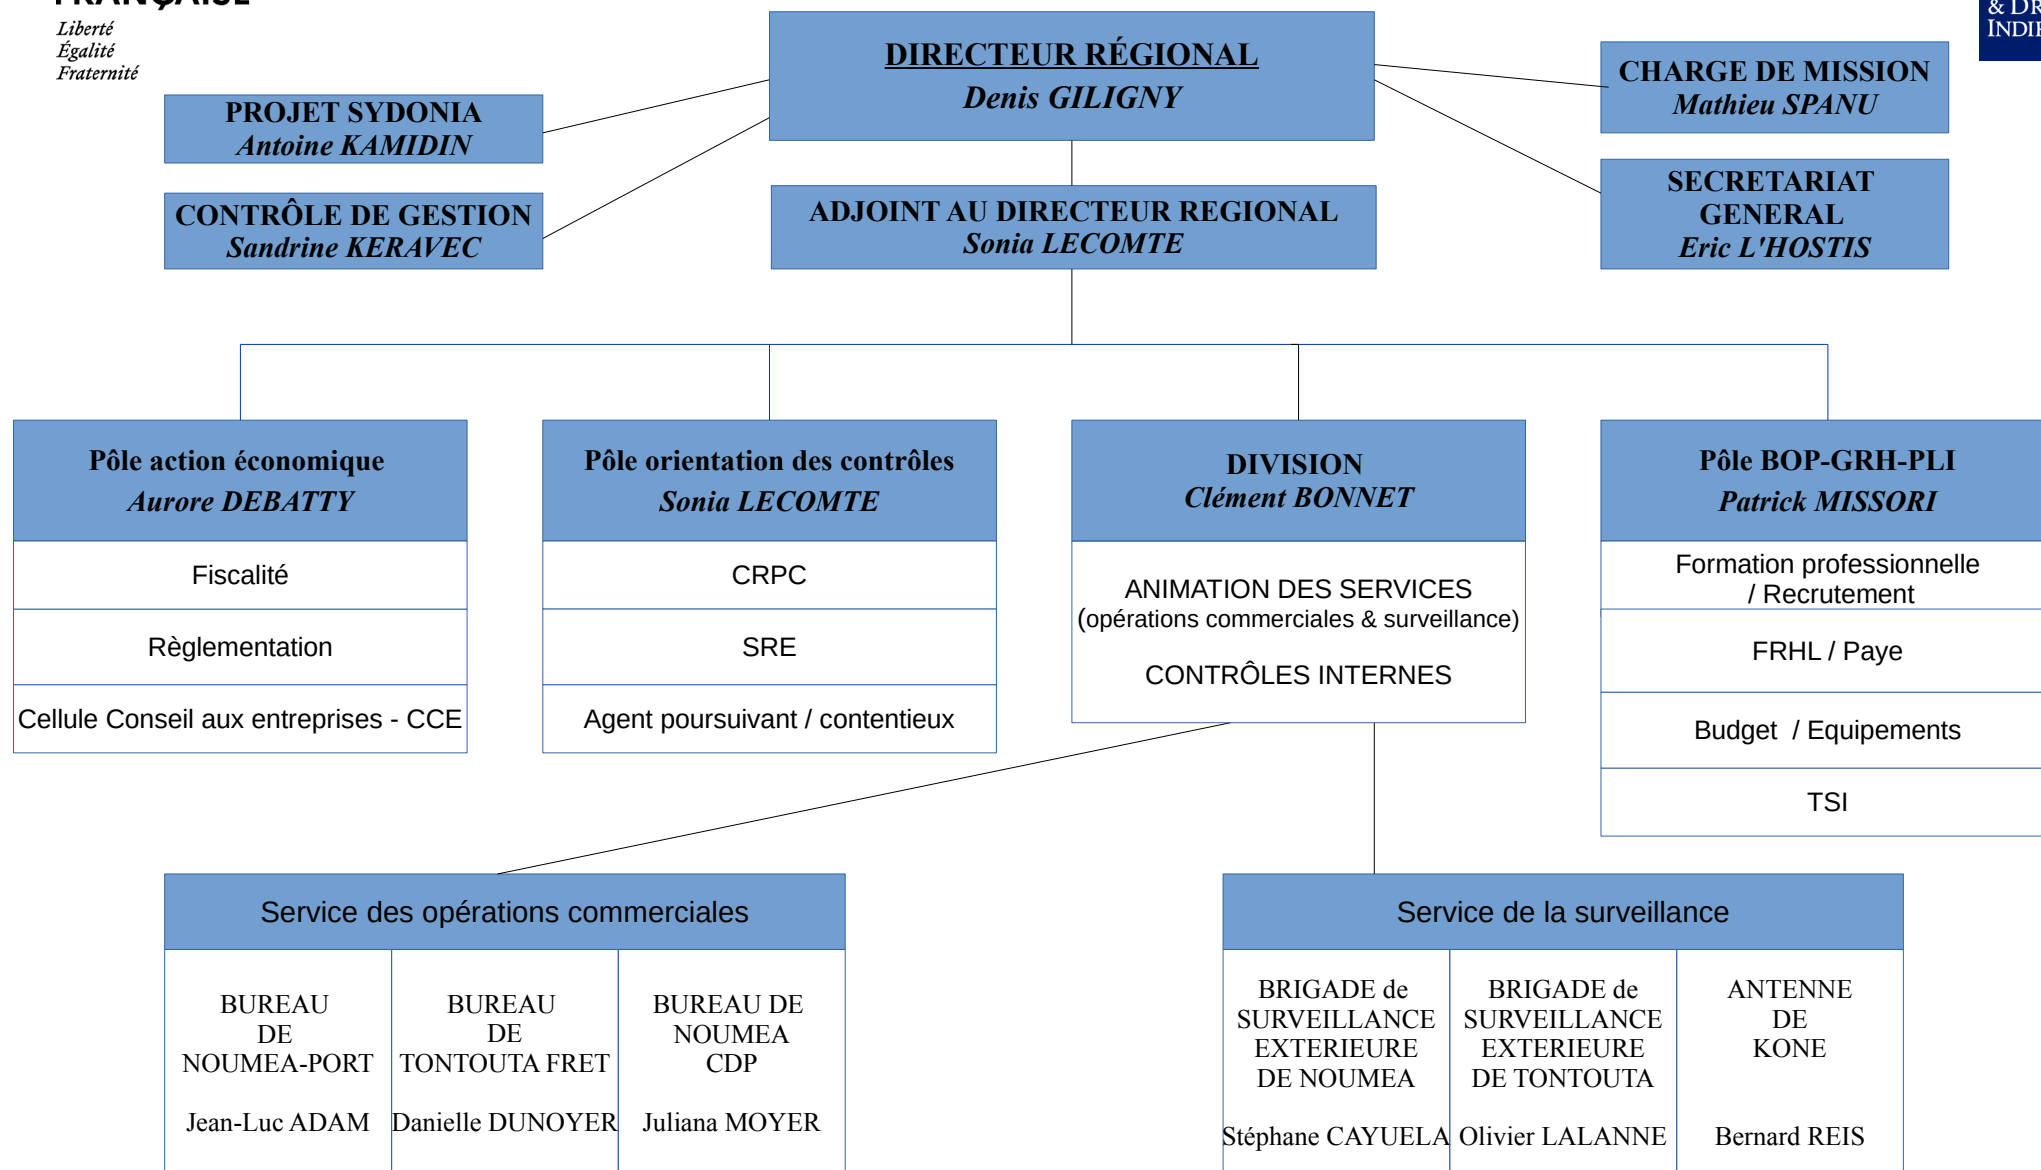 Liberté
Égalité
Fraternité
DIRECTEUR RÉGIONAL
Denis GILIGNY
PROJET SYDONIA
Antoine KAMIDIN
CONTRÔLE DE GESTION
Sandrine KERAVEC
ADJOINT AU DIRECTEUR REGIONAL
Sonia LECOMTE
CHARGE DE MISSION
Mathieu SPANU
SECRETARIAT
GENERAL
Eric L'HOSTIS
Pôle action économique
Aurore DEBATTY
Fiscalité
Règlementation
Cellule Conseil aux entreprises - CCE
Pôle orientation des contrôles
Sonia LECOMTE
CRPC
SRE
Agent poursuivant / contentieux
DIVISION
Clément BONNET
ANIMATION DES SERVICES
(opérations commerciales & surveillance)
CONTRÔLES INTERNES
Pôle BOP-GRH-PLI
Patrick MISSORI
Formation professionnelle
/ Recrutement
FRHL / Paye
Budget / Equipements
TSI
Service des opérations commerciales
BUREAU
DE
NOUMEA-PORT
Jean-Luc ADAM
BUREAU
DE
TONTOUTA FRET
Danielle DUNOYER
BUREAU DE
NOUMEA
CDP
Juliana MOYER
Service de la surveillance
BRIGADE de
SURVEILLANCE
EXTERIEURE
DE NOUMEA
Stéphane CAYUELA
BRIGADE de
SURVEILLANCE
EXTERIEURE
DE TONTOUTA
Olivier LALANNE
ANTENNE
DE
KONE
Bernard REIS